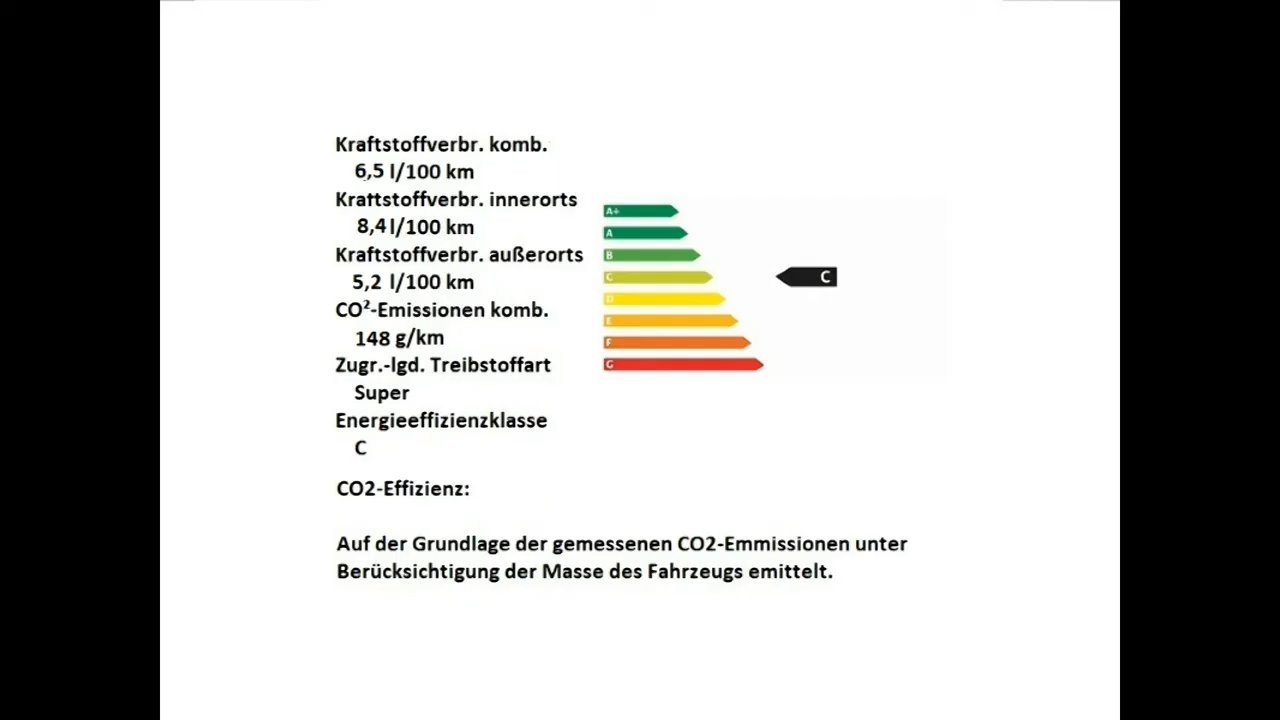 Kraftstoffverbr. komb.
6,5 l/100 km
Krattstoffverbr. innerorts
8,4 l/100 km
Kraftstoffverbr. außerorts
5,2 l/100 km
CO²-Emissionen komb.
148 g/km
Zugr.-lgd. Treibstoffart
Super
Energieeffizienzklasse
C
A+
A
B
C
D
E
F
G
C
CO2-Effizienz:
Auf der Grundlage der gemessenen CO2-Emmissionen unter
Berücksichtigung der Masse des Fahrzeugs emittelt.